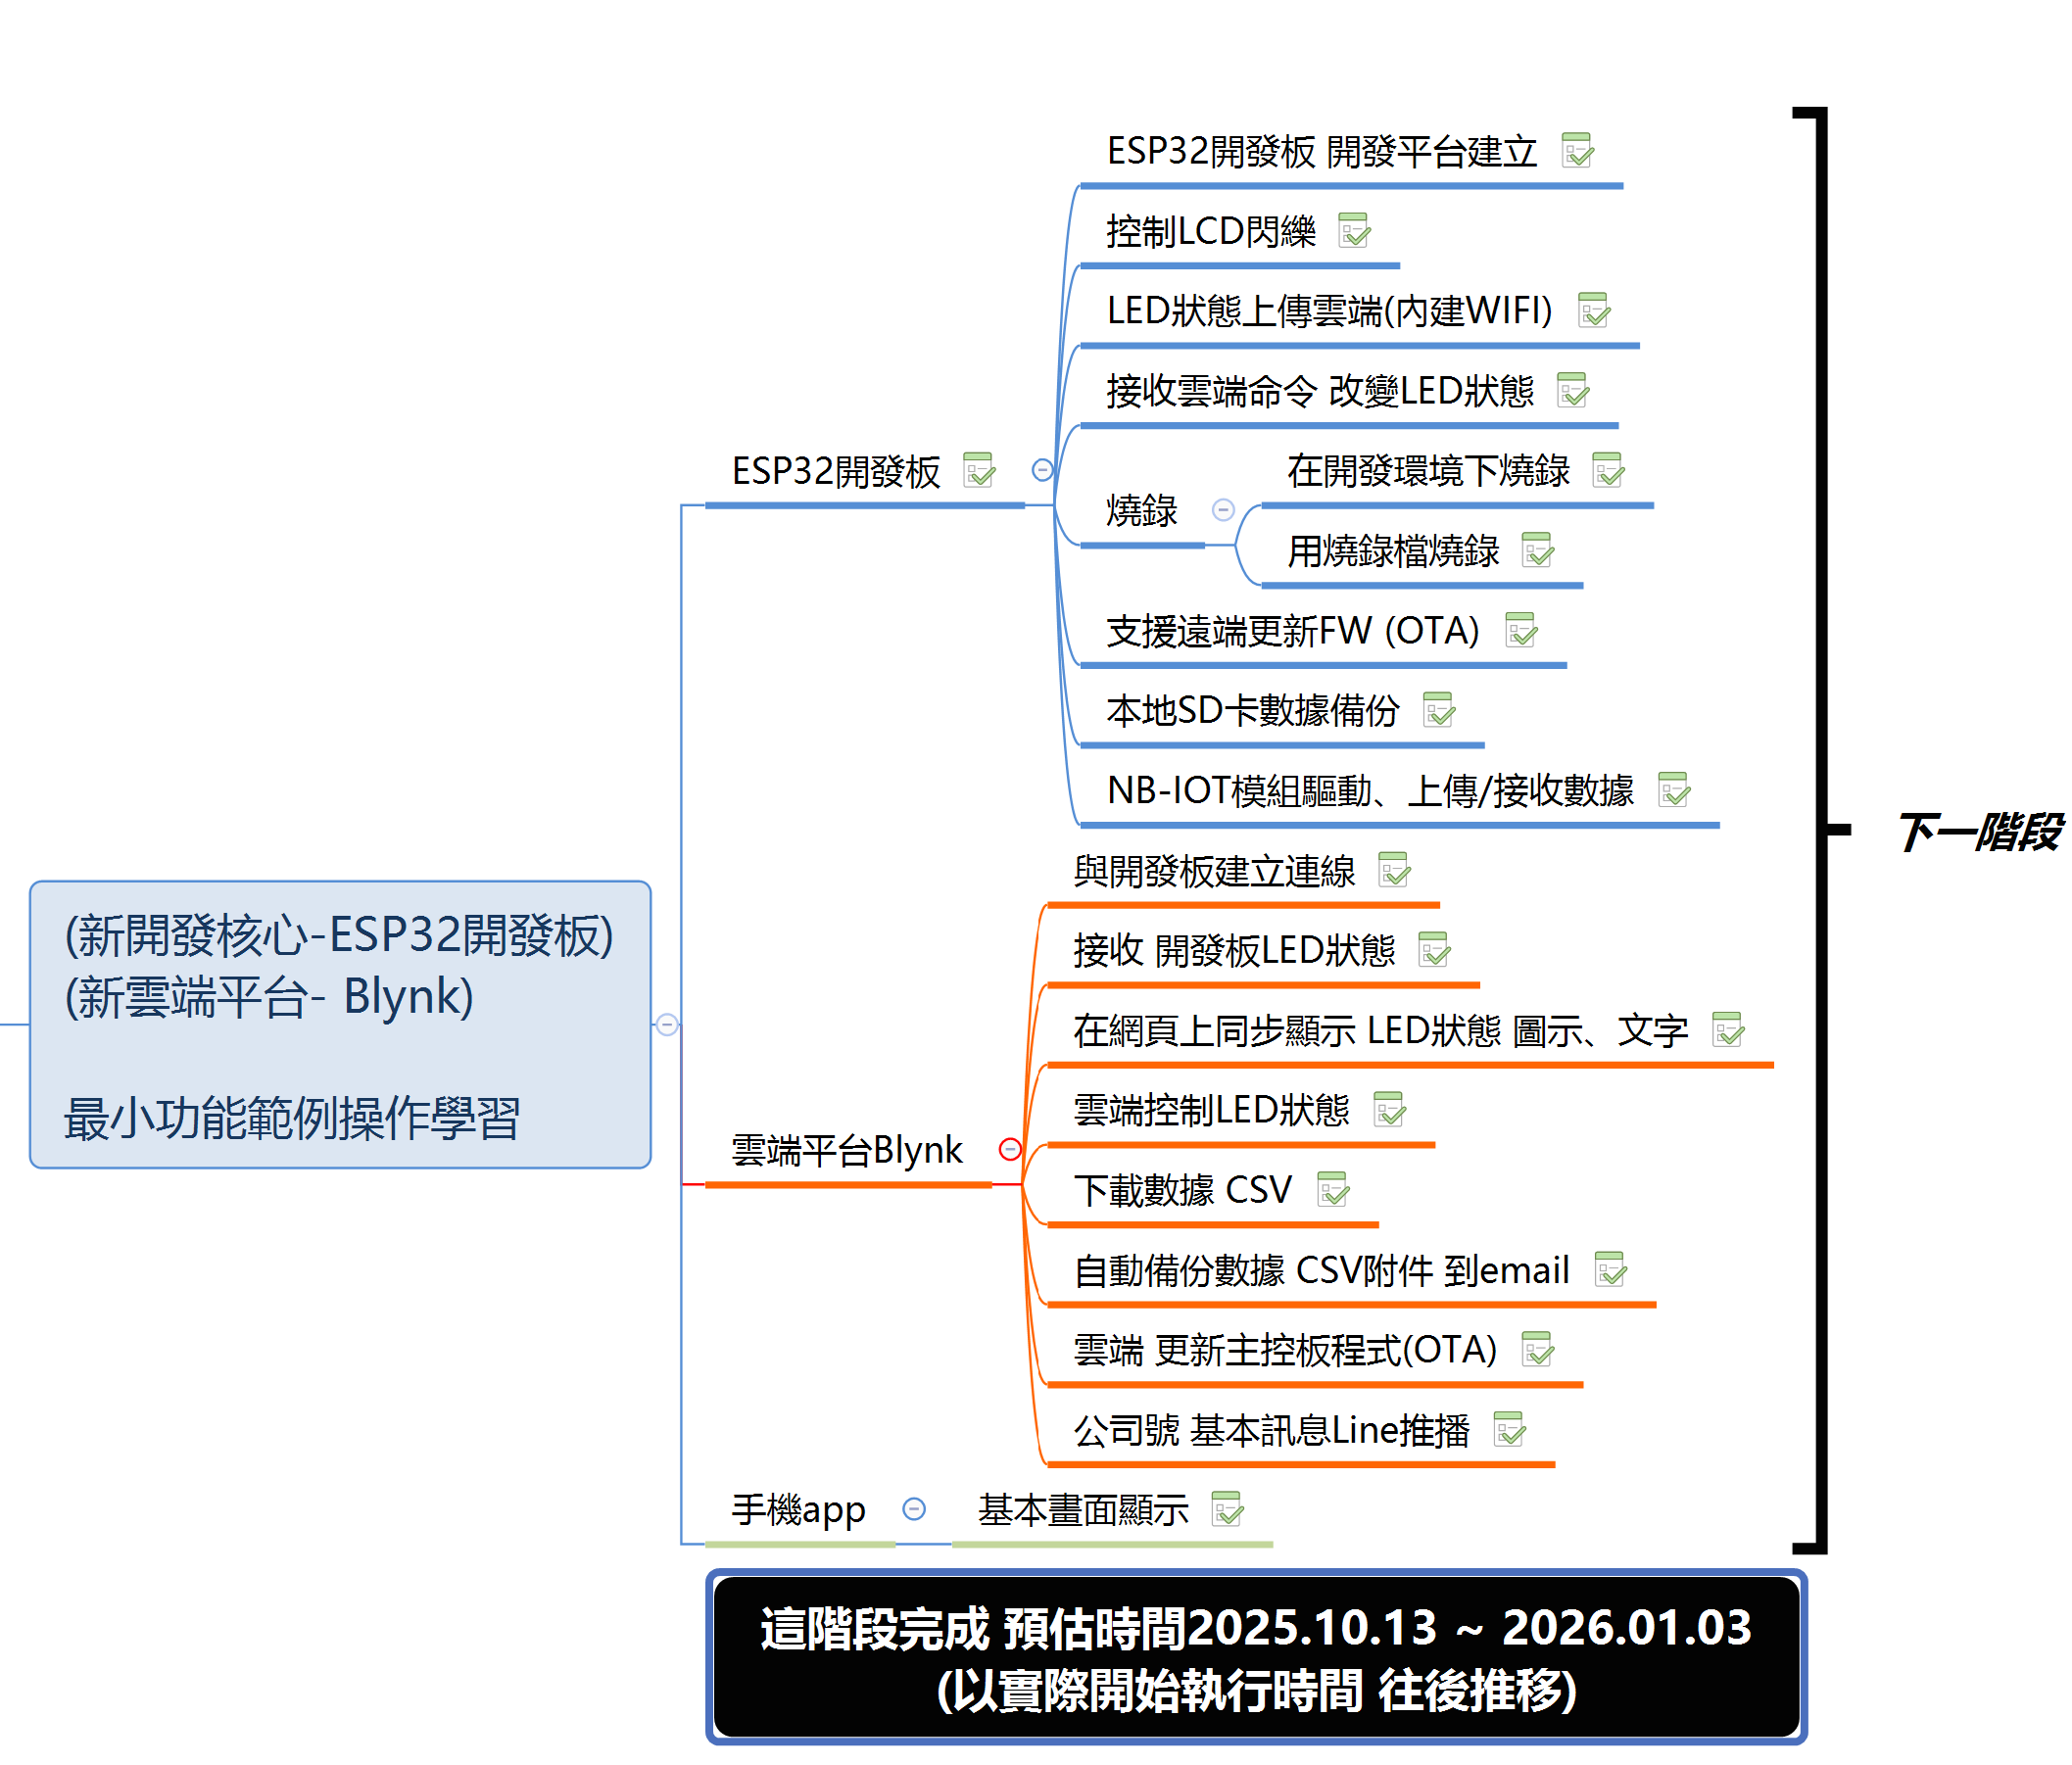 ESP32開發板 開發平台建立
控制LCD閃爍
LED狀態上傳雲端(內建WIFI)
接收雲端命令 改變LED狀態
ESP32開發板
燒錄
在開發環境下燒錄
用燒錄檔燒錄
支援遠端更新FW (OTA)
本地SD卡數據備份
NB-IOT模組驅動、上傳/接收數據
下一階段
(新開發核心-ESP32開發板)
(新雲端平台- Blynk)
最小功能範例操作學習
雲端平台Blynk
與開發板建立連線
接收 開發板LED狀態
在網頁上同步顯示 LED狀態 圖示、文字
雲端控制LED狀態
下載數據 CSV
自動備份數據 CSV附件 到email
雲端 更新主控板程式(OTA)
公司號 基本訊息Line推播
手機app
基本畫面顯示
這階段完成 預估時間2025.10.13 ~ 2026.01.03
(以實際開始執行時間 往後推移)